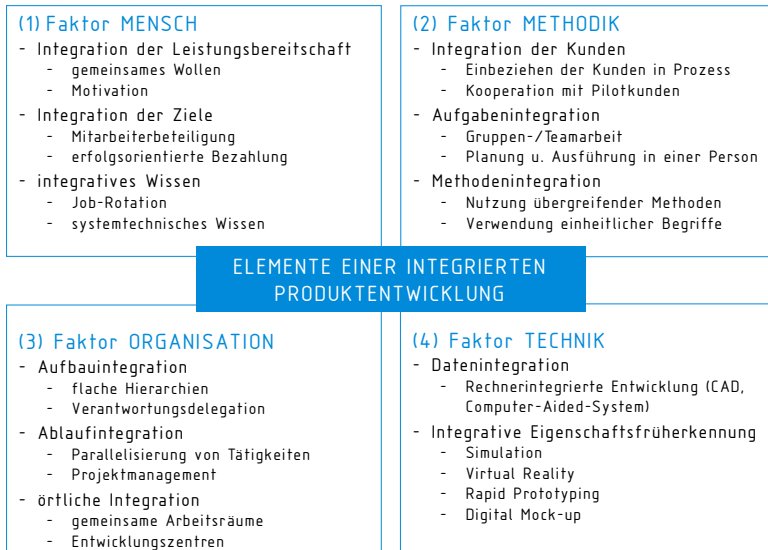 (1) Faktor MENSCH
- Integration der Leistungsbereitschaft
- gemeinsames Wollen
- Motivation
- Integration der Ziele
- Mitarbeiterbeteiligung
- erfolgsorientierte Bezahlung
- integratives Wissen
- Job-Rotation
- systemtechnisches Wissen
(2) Faktor METHODIK
- Integration der Kunden
- Einbeziehen der Kunden in Prozess
- Kooperation mit Pilotkunden
- Aufgabenintegration
- Gruppen-/Teamarbeit
- Planung u. Ausführung in einer Person
- Methodenintegration
- Nutzung übergreifender Methoden
- Verwendung einheitlicher Begriffe
ELEMENTE EINER INTEGRIERTEN
PRODUKTENTWICKLUNG
(3) Faktor ORGANISATION
- Aufbauintegration
- flache Hierarchien
- Verantwortungsdelegation
- Ablaufintegration
- Parallelisierung von Tätigkeiten
- Projektmanagement
- örtliche Integration
- gemeinsame Arbeitsräume
- Entwicklungszentren
(4) Faktor TECHNIK
- Datenintegration
- Rechnerintegrierte Entwicklung (CAD,
Computer-Aided-System)
- Integrative Eigenschaftsfrüherkennung
- Simulation
- Virtual Reality
- Rapid Prototyping
- Digital Mock-up